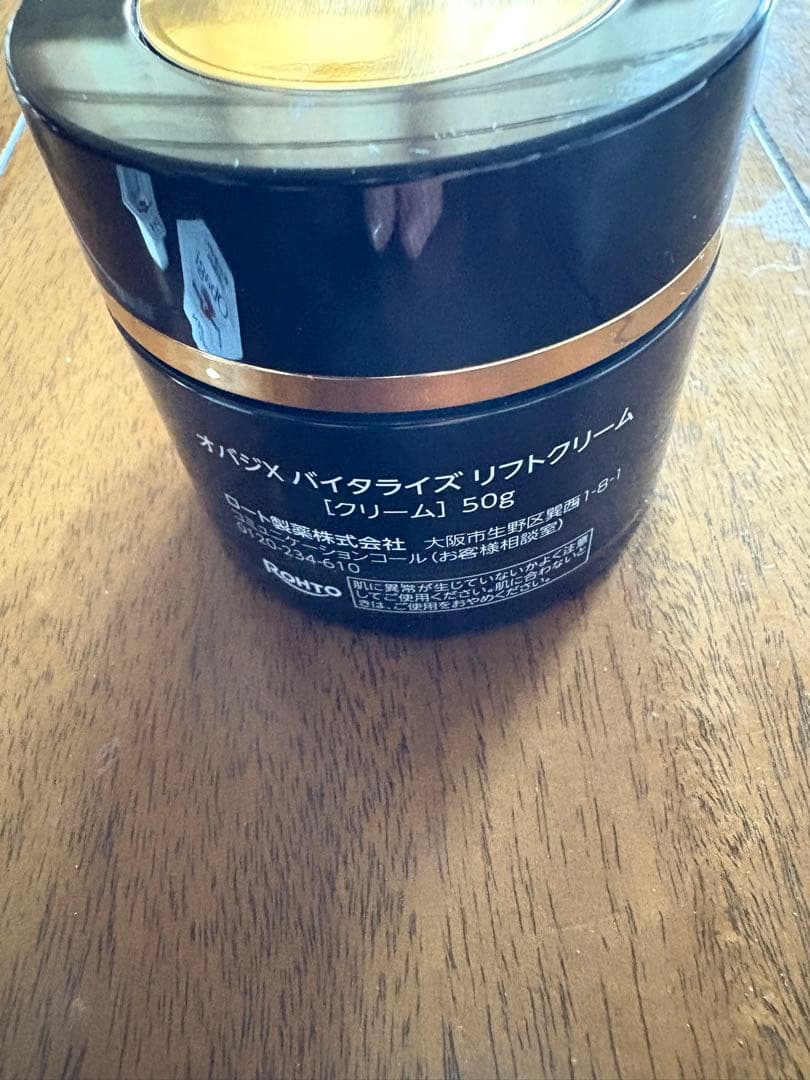 オバジX バイタライズ リフトクリーム
[クリーム] 50g
ロート製薬株式会社 大阪市生野区巽西1-8-1
コミュニケーションコール(お客様相談室)
0120-234-610
ROHTO
肌に異常が生じていないかよく注意
してご使用ください。肌に合わないと
きは、ご使用をおやめください。